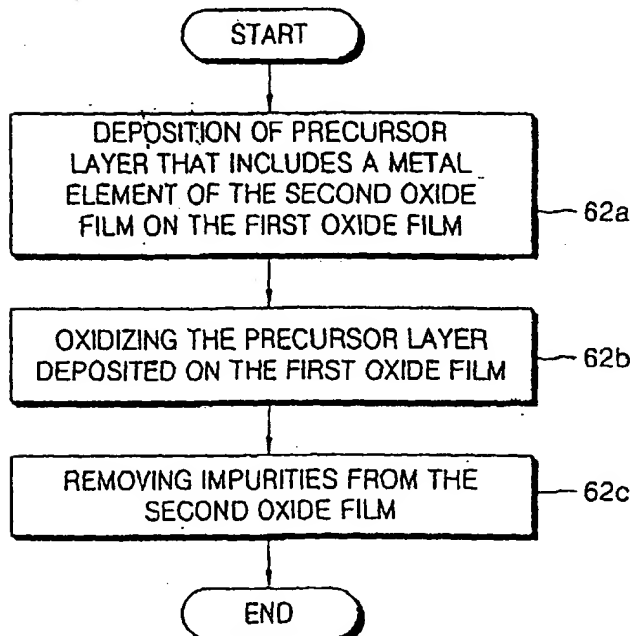 START
DEPOSITION OF PRECURSOR
LAYER THAT INCLUDES A METAL
ELEMENT OF THE SECOND OXIDE
FILM ON THE FIRST OXIDE FILM
62a
OXIDIZING THE PRECURSOR LAYER
DEPOSITED ON THE FIRST OXIDE FILM
62b
REMOVING IMPURITIES FROM THE
SECOND OXIDE FILM
62c
END